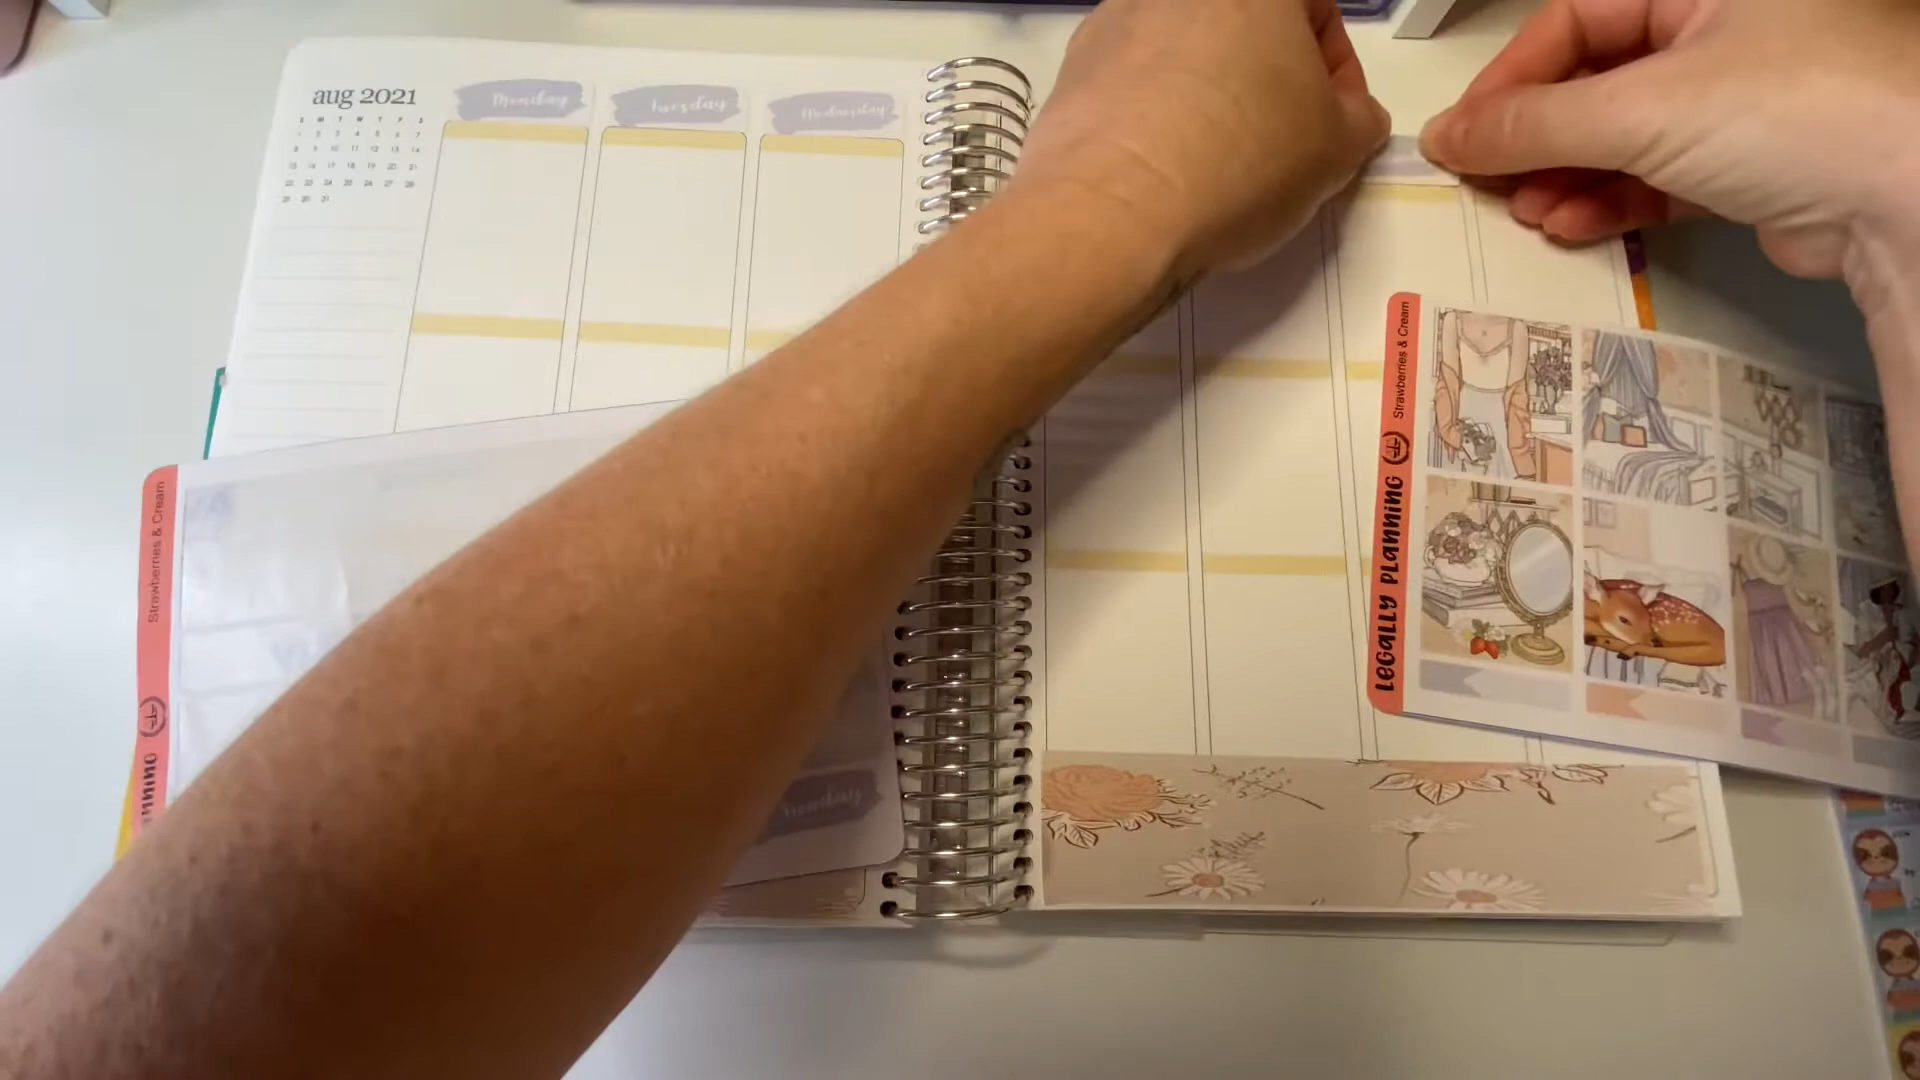 aug 2021
S M T W T F S
1 2 3 4 5 6 7
8 9 10 11 12 13 14
15 16 17 18 19 20 21
22 23 24 25 26 27 28
29 30 31
Monday
Tuesday
Wednesday
Strawberries & Cream
LEGALLY PLANNING
Strawberries & Cream